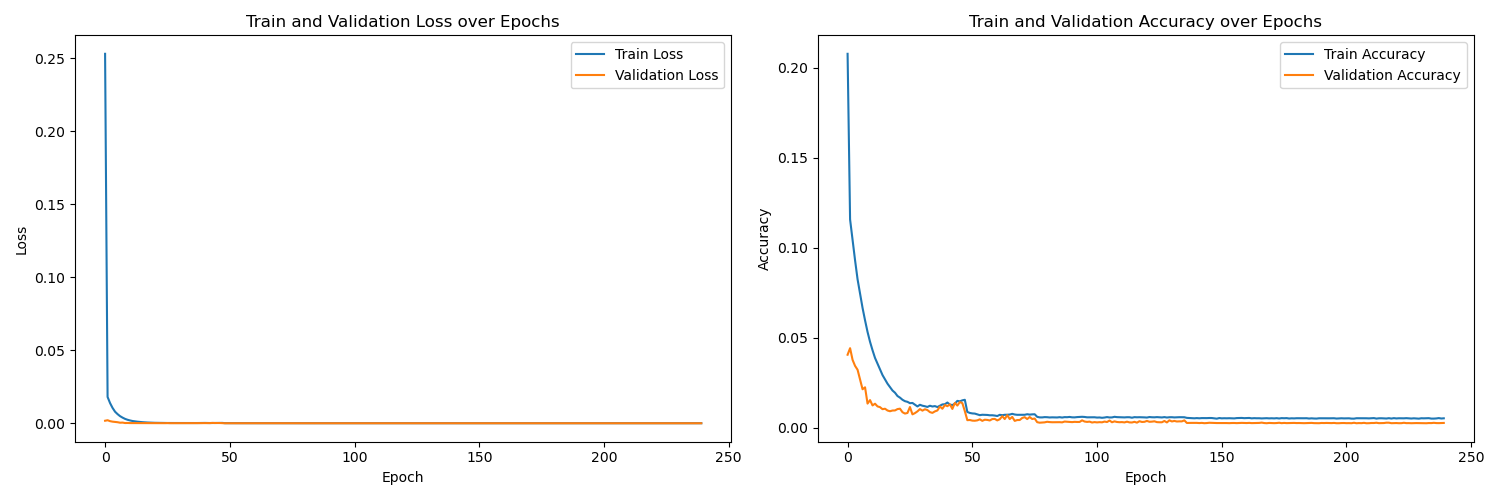 Train and Validation Loss over Epochs
Train Loss
Validation Loss
0.25
0.20
0.15
0.10
0.05
0.00
Loss
0
50
100
150
200
250
Epoch
Train and Validation Accuracy over Epochs
Train Accuracy
Validation Accuracy
0.20
0.15
0.10
0.05
0.00
Accuracy
0
50
100
150
200
250
Epoch